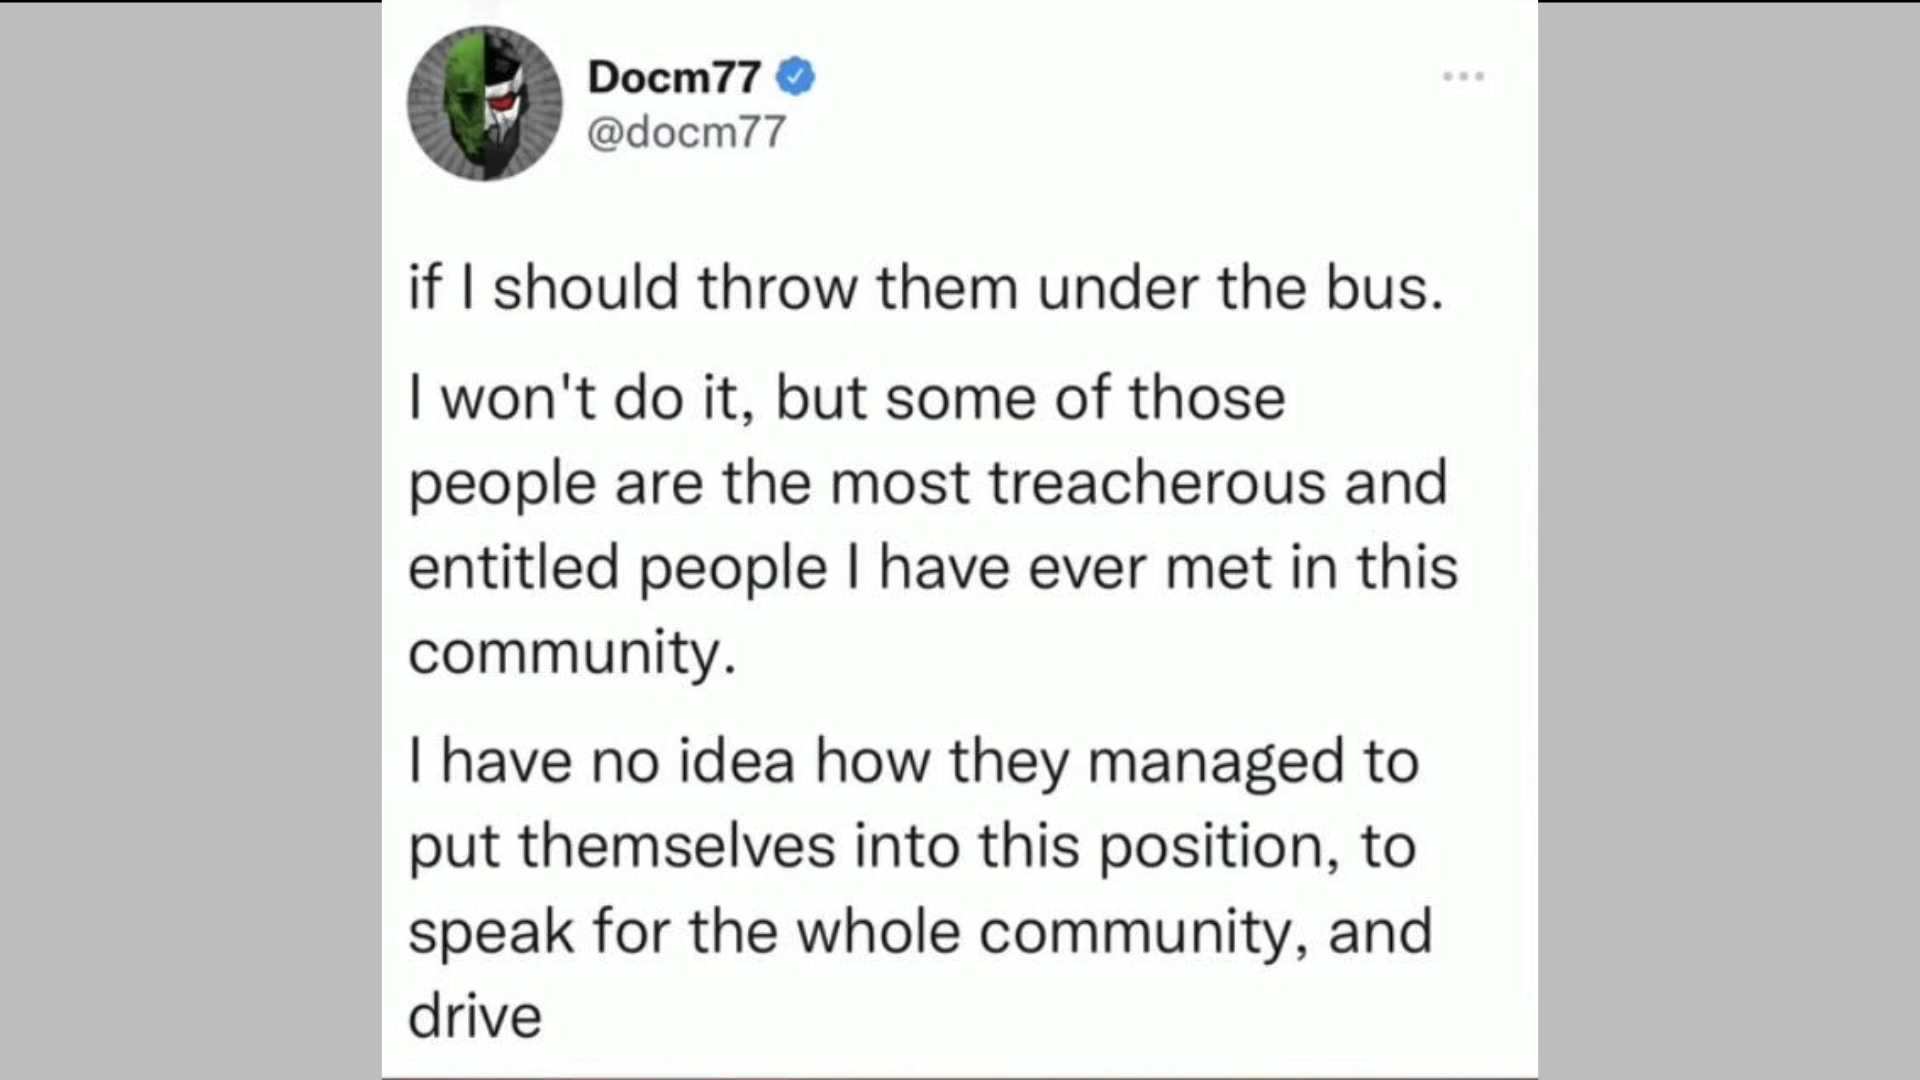 Docm77
@docm77
if I should throw them under the bus.
I won't do it, but some of those
people are the most treacherous and
entitled people I have ever met in this
community.
I have no idea how they managed to
put themselves into this position, to
speak for the whole community, and
drive